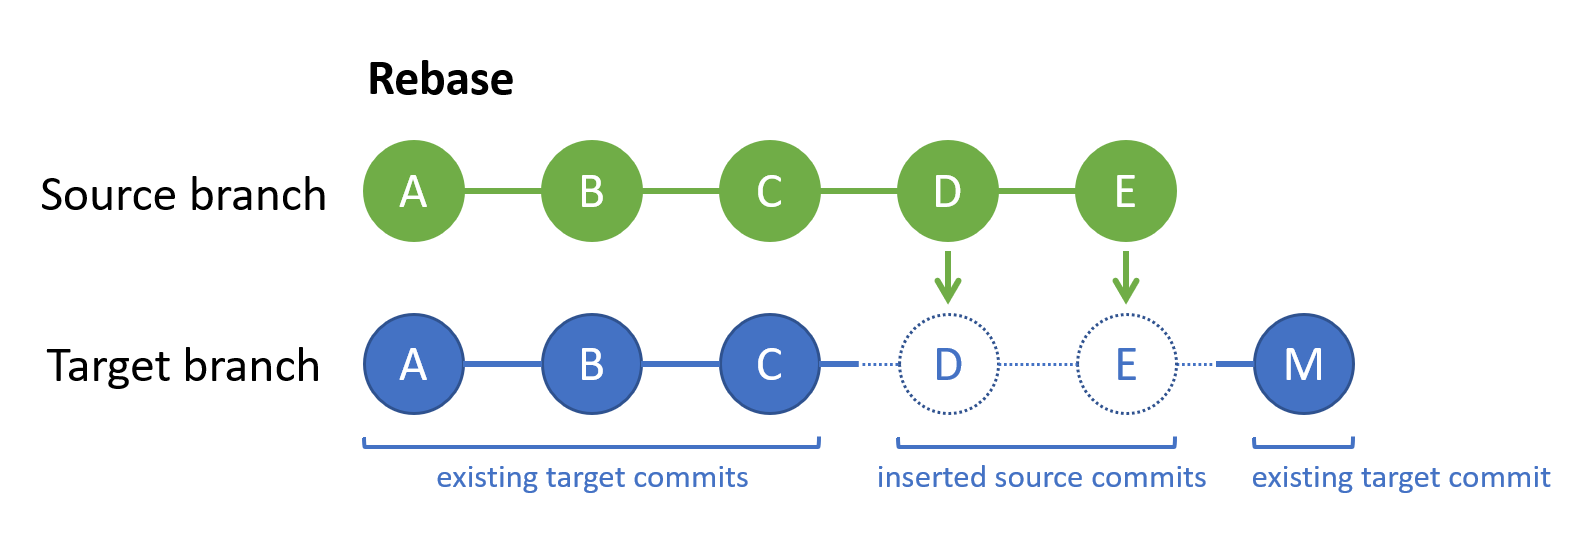 Rebase
Source branch A B C D E
Target branch A B C D E M
existing target commits inserted source commits existing target commit